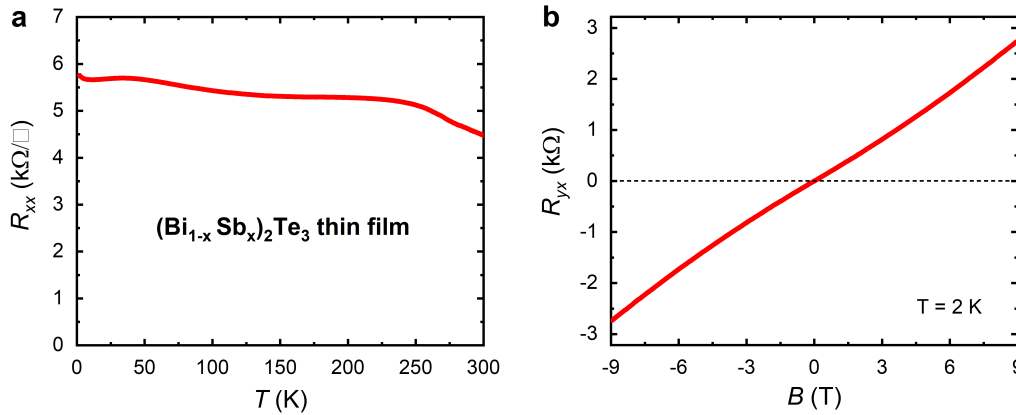 a
7
6
5
4
3
2
1
0
Rxx (kΩ/□)
(Bi1-x Sbx)2Te3 thin film
0 50 100 150 200 250 300
T (K)
b
3
2
1
0
-1
-2
-3
Ryx (kΩ)
T = 2 K
-9 -6 -3 0 3 6 9
B (T)